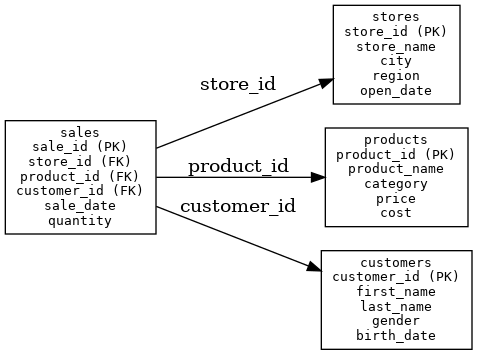 sales
sale_id (PK)
store_id (FK)
product_id (FK)
customer_id (FK)
sale_date
quantity
store_id
product_id
customer_id
stores
store_id (PK)
store_name
city
region
open_date
products
product_id (PK)
product_name
category
price
cost
customers
customer_id (PK)
first_name
last_name
gender
birth_date